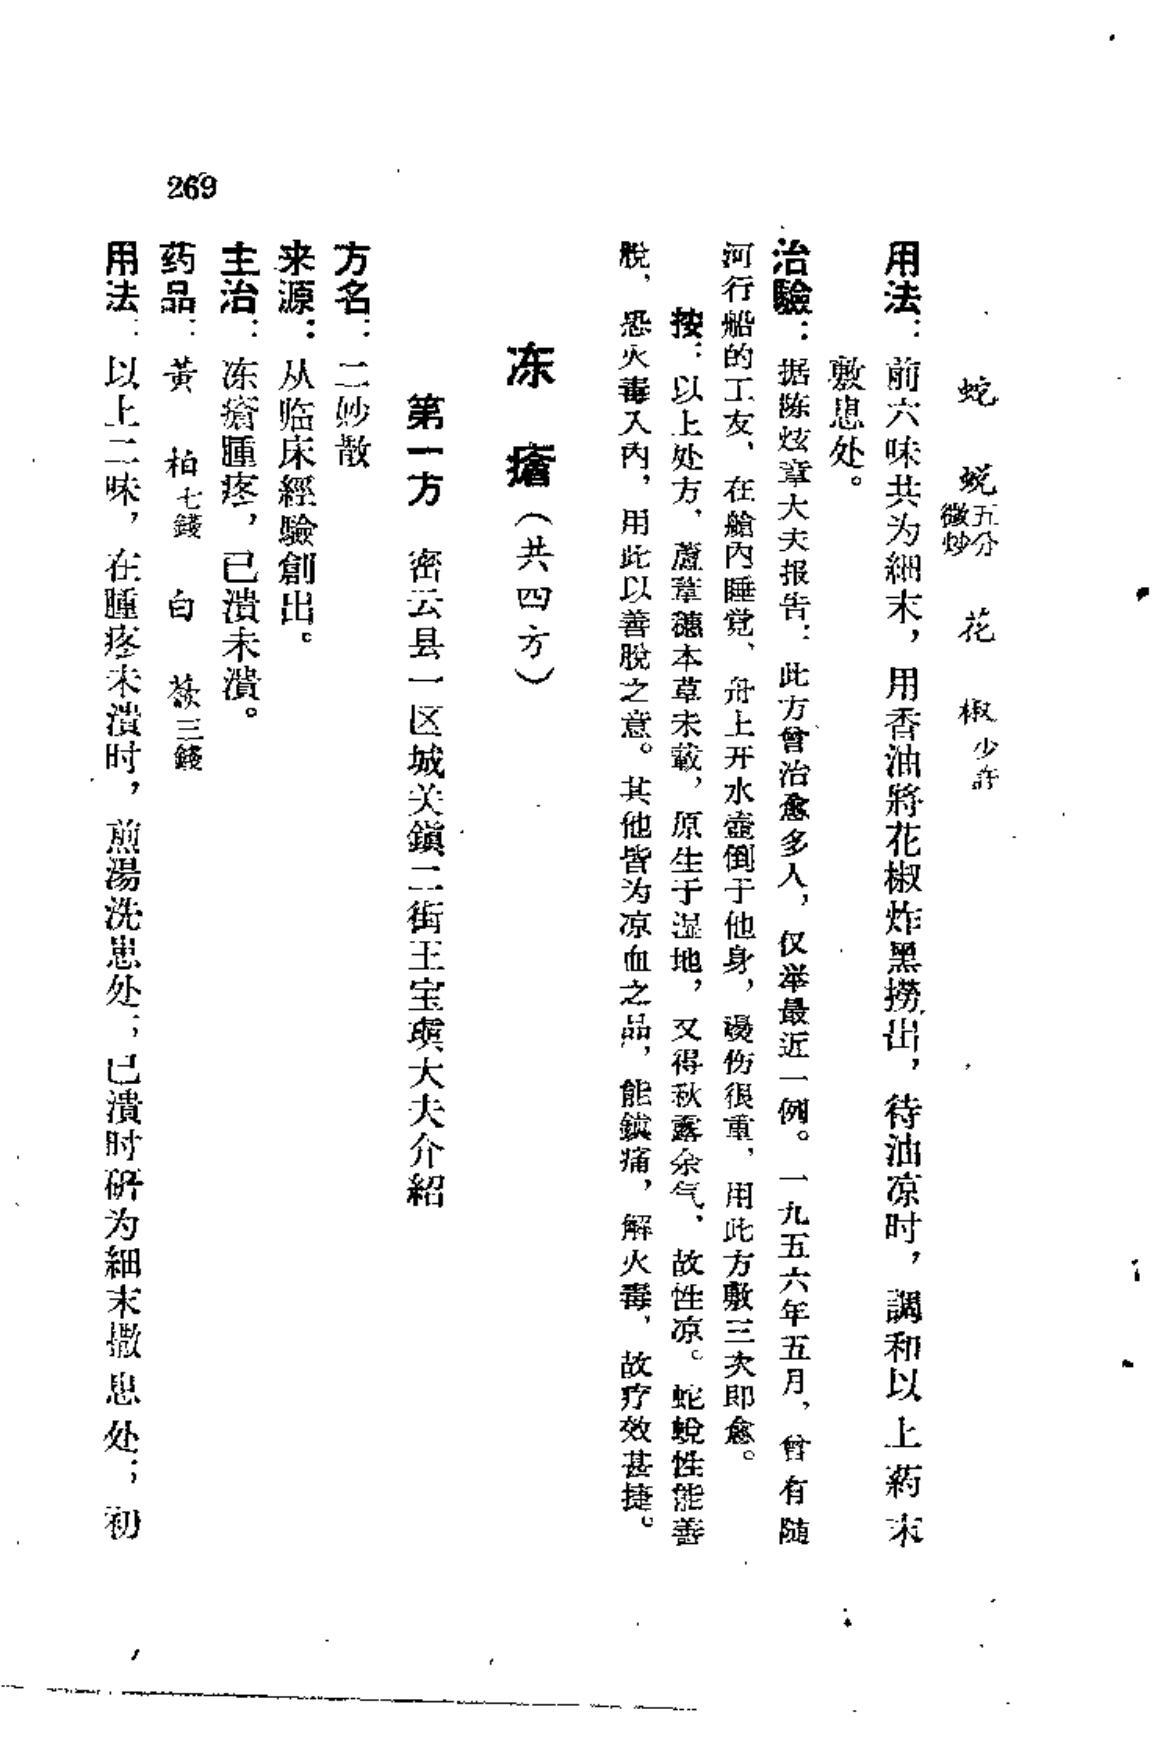 蛇　蜕五分微炒　花　椒少許
用法：前六味共为細末，用香油將花椒炸黑撈出，待油凉时，調和以上葯末
敷患处。
治驗：据陈炫章大夫报告：此方曾治愈多人，仅举最近一例。一九五六年五月，曾有随
河行船的工友，在艙內睡觉，舟上开水壺倒于他身，燙伤很重，用此方敷三次即愈。
按：以上处方，蘆葦穗本草未載，原生于湿地，又得秋露余气，故性凉。蛇蛻性能善
脫，恐火毒入內，用此以善脫之意。其他皆为凉血之品，能鎮痛，解火毒，故疗效甚捷。
冻　瘡（共四方）
第一方　密云县一区城关鎮二街王宝璵大夫介紹
方名：二妙散
来源：从临床經驗創出。
主治：冻瘡腫疼，已潰未潰。
药品：黃　柏七錢　白　蔹三錢
用法：以上二味，在腫疼未潰时，煎湯洗患处；已潰时研为細末撒患处；初
269